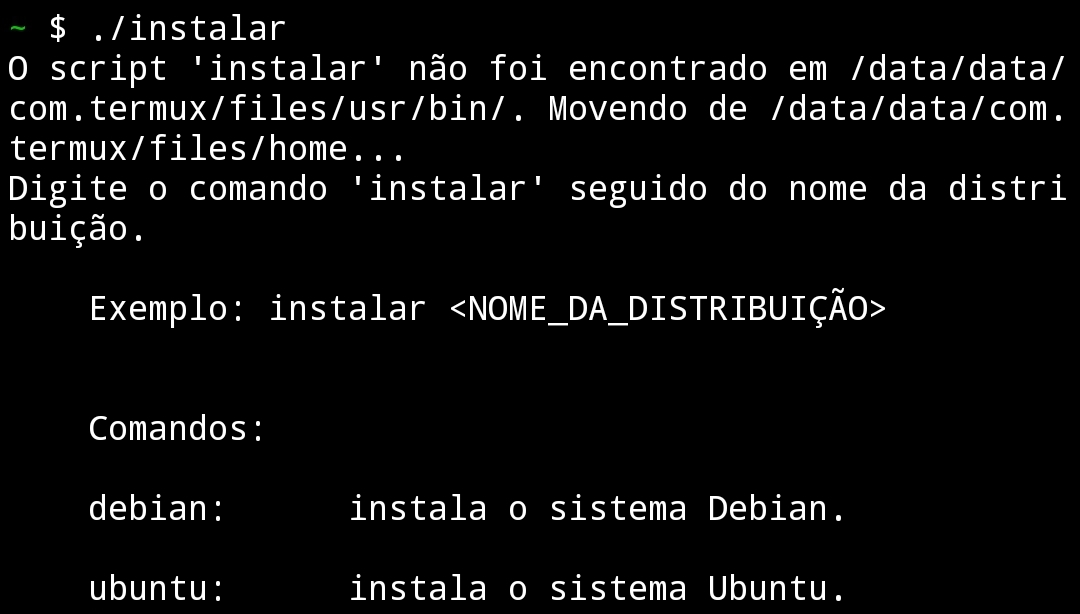 ~ $ ./instalar
O script 'instalar' não foi encontrado em /data/data/
com.termux/files/usr/bin/. Movendo de /data/data/com.
termux/files/home...
Digite o comando 'instalar' seguido do nome da distri
buição.
Exemplo: instalar <NOME_DA_DISTRIBUIÇÃO>
Comandos:
debian:      instala o sistema Debian.
ubuntu:      instala o sistema Ubuntu.